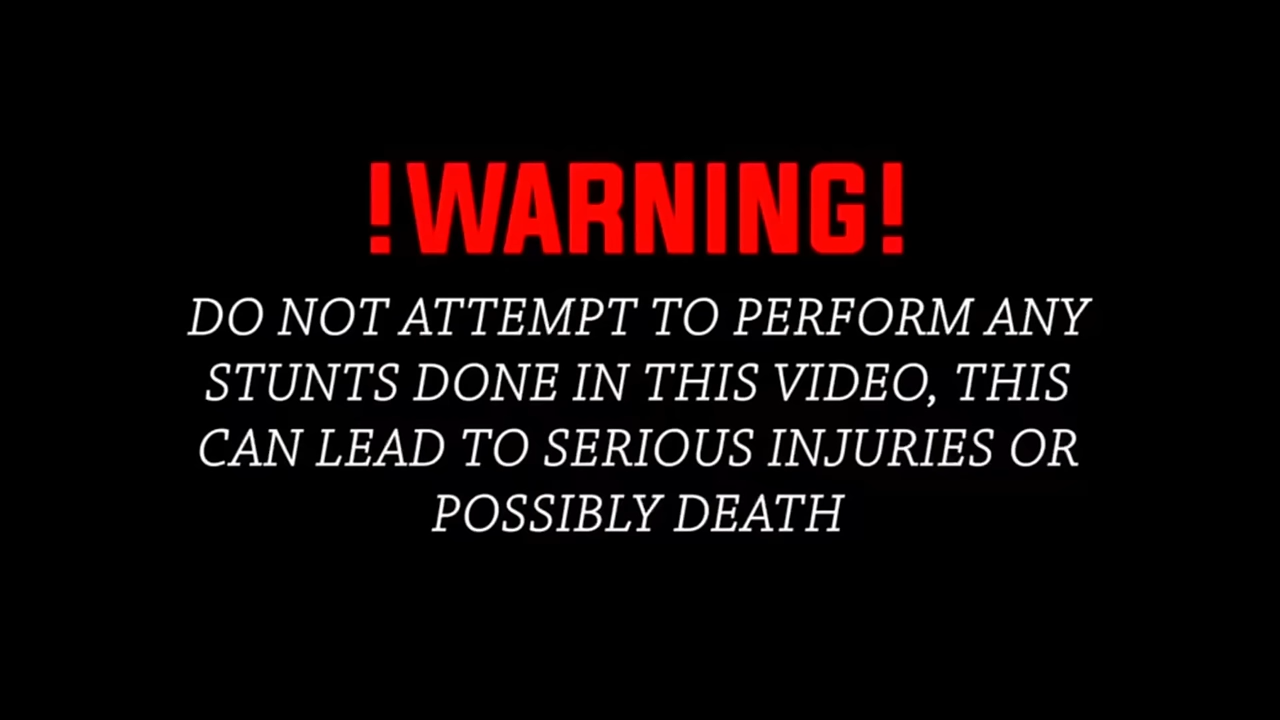 !WARNING!
DO NOT ATTEMPT TO PERFORM ANY
STUNTS DONE IN THIS VIDEO, THIS
CAN LEAD TO SERIOUS INJURIES OR
POSSIBLY DEATH